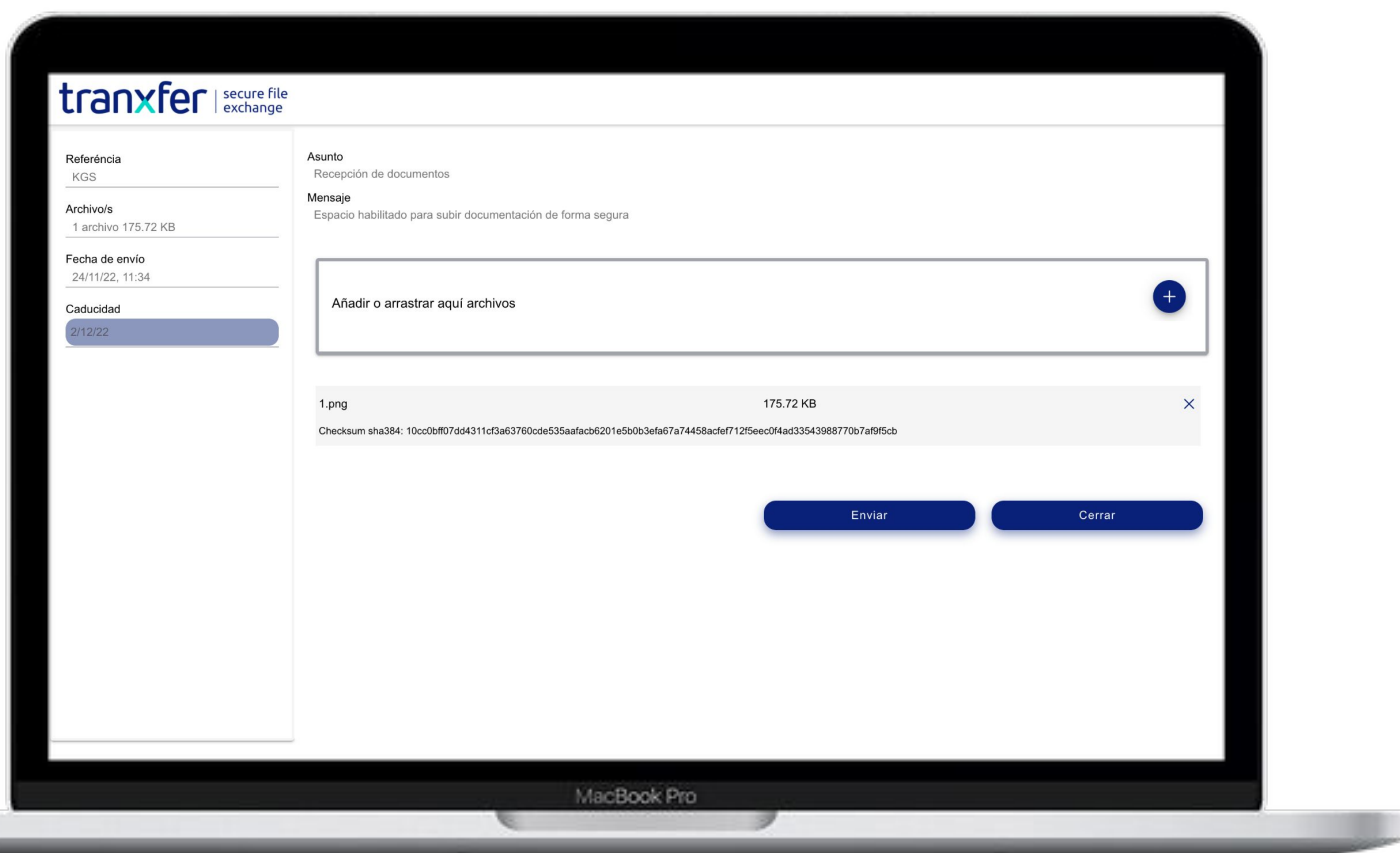 tranxfer
secure file
exchange
Referéncia
KGS
Archivo/s
1 archivo 175.72 KB
Fecha de envío
24/11/22, 11:34
Caducidad
2/12/22
Asunto
Recepción de documentos
Mensaje
Espacio habilitado para subir documentación de forma segura
Añadir o arrastrar aquí archivos
1.png 175.72 KB
Checksum sha384: 10cc0bff07dd4311cf3a63760cde535aafacb6201e5b0b3efa67a74458acfef712f5eec0f4ad33543988770b7af9f5cb
Enviar Cerrar
MacBook Pro